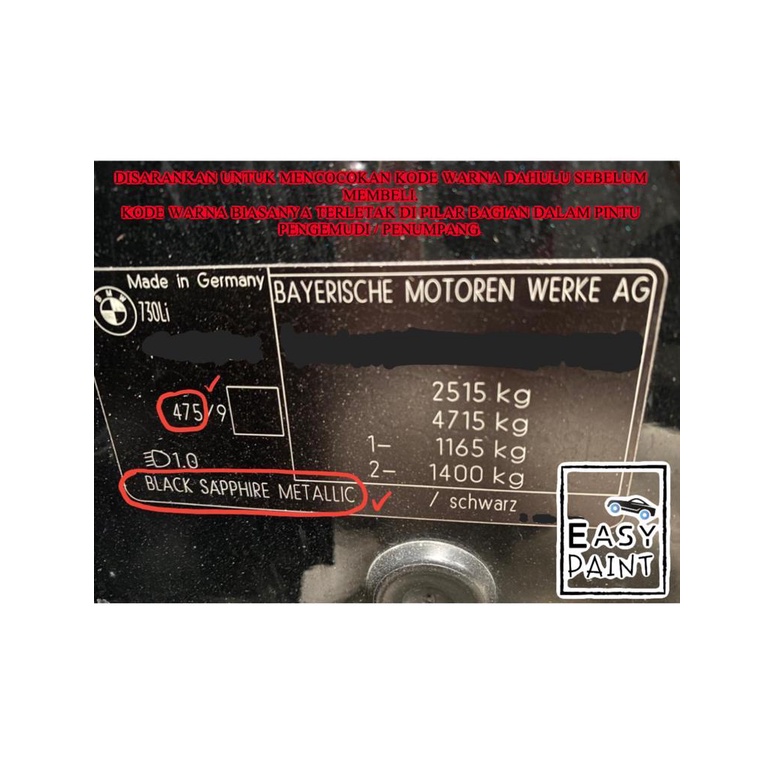 DISARANKAN UNTUK MENCOCOKAN KODE WARNA DAHULU SEBELUM
MEMBELI.
KODE WARNA BIASANYA TERLETAK DI PILAR BAGIAN DALAM PINTU
PENGEMUDI / PENUMPANG.
Made in Germany
BMW
730Li
BAYERISCHE MOTOREN WERKE AG
2515 kg
4715 kg
1- 1165 kg
2- 1400 kg
475/9
1.0
BLACK SAPPHIRE METALLIC / schwarz
EASY
PAINT